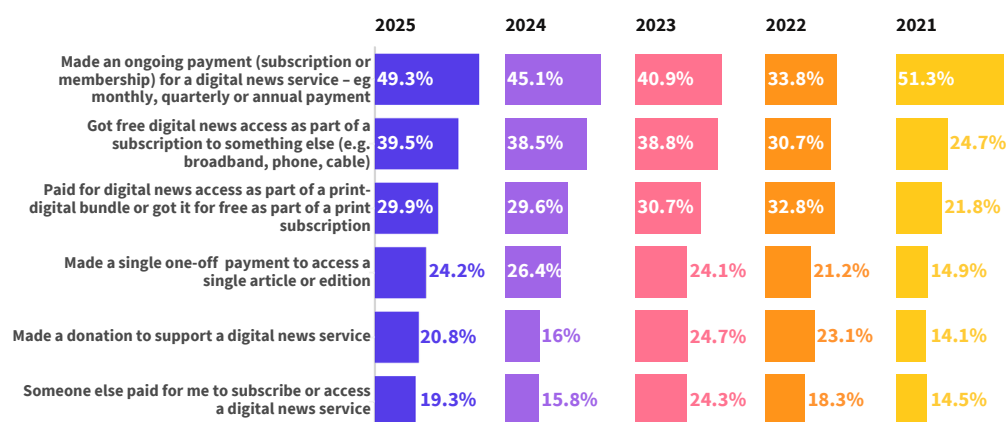 2025 2024 2023 2022 2021
Made an ongoing payment (subscription or
membership) for a digital news service – eg
monthly, quarterly or annual payment
49.3% 45.1% 40.9% 33.8% 51.3%
Got free digital news access as part of a
subscription to something else (e.g.
broadband, phone, cable)
39.5% 38.5% 38.8% 30.7% 24.7%
Paid for digital news access as part of a print-
digital bundle or got it for free as part of a print
subscription
29.9% 29.6% 30.7% 32.8% 21.8%
Made a single one-off payment to access a
single article or edition
24.2% 26.4% 24.1% 21.2% 14.9%
Made a donation to support a digital news service
20.8% 16% 24.7% 23.1% 14.1%
Someone else paid for me to subscribe or access
a digital news service
19.3% 15.8% 24.3% 18.3% 14.5%